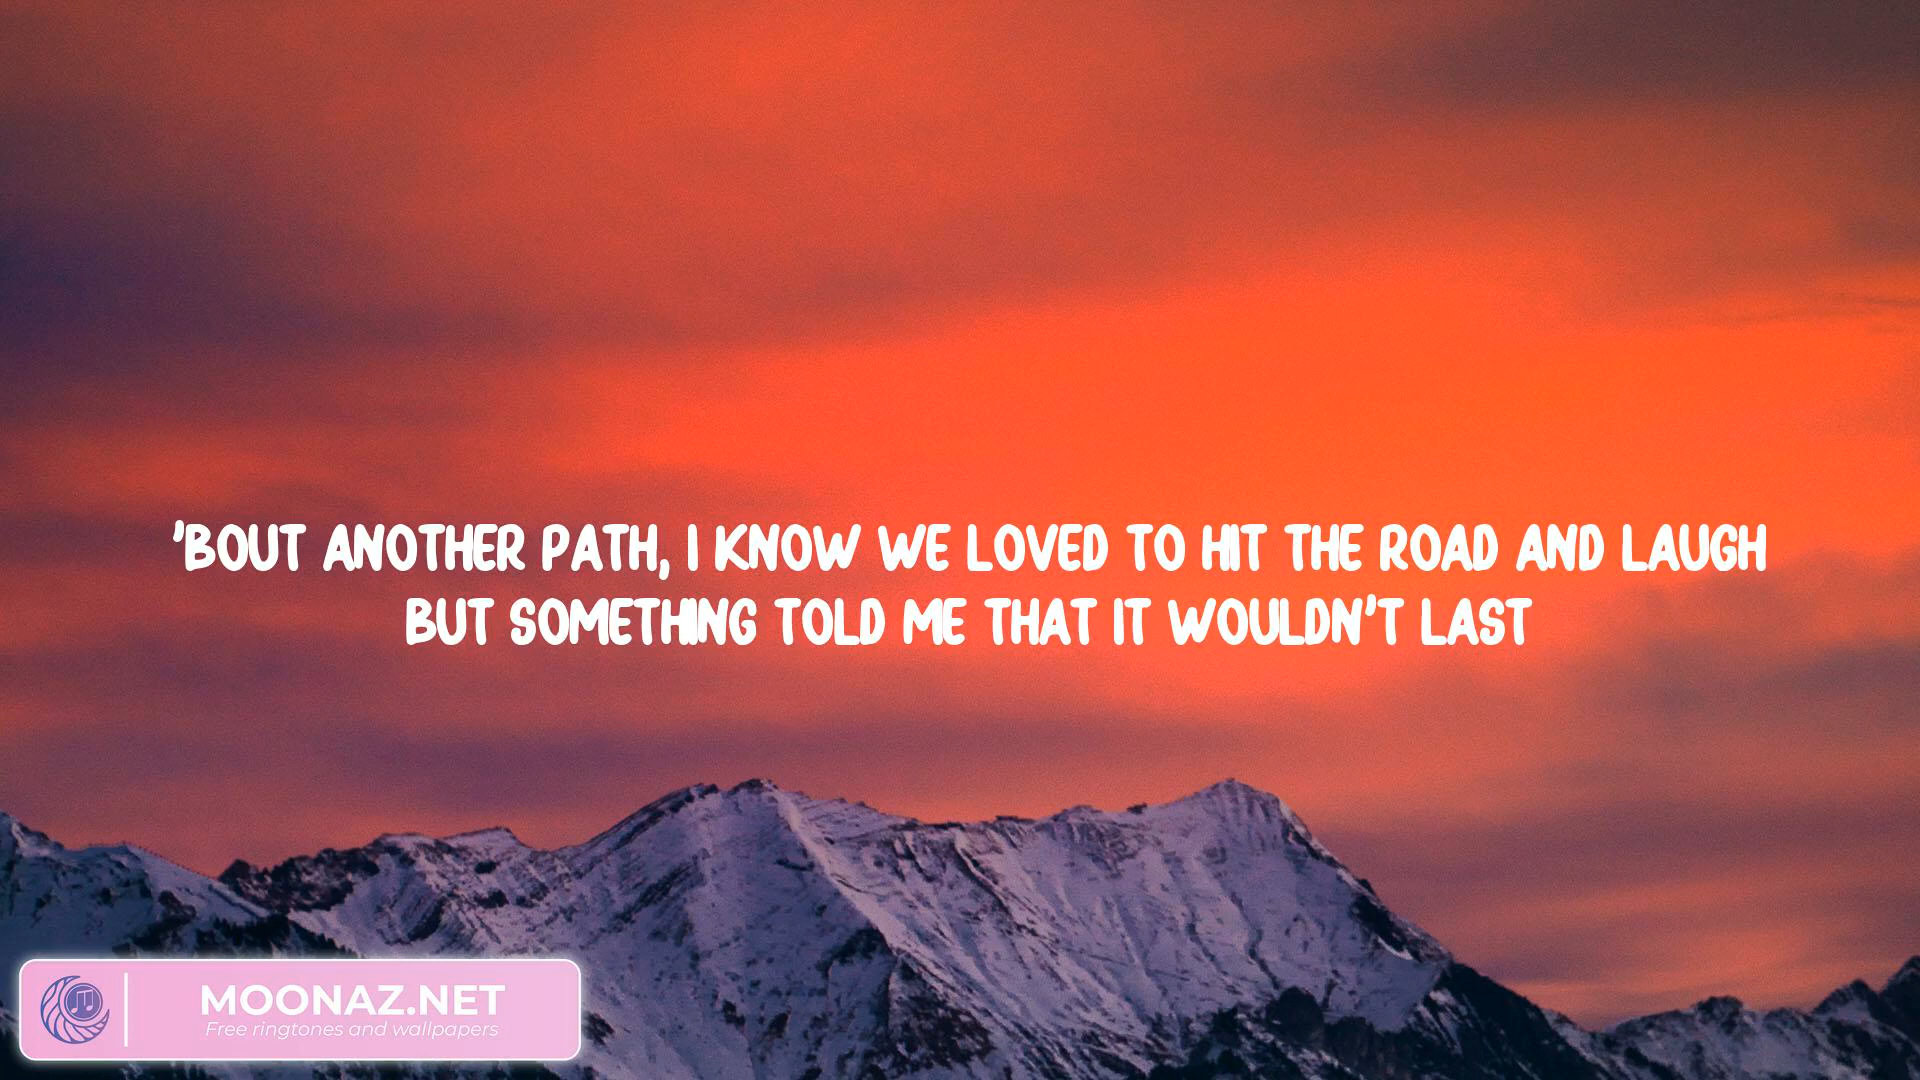 'BOUT ANOTHER PATH, I KNOW WE LOVED TO HIT THE ROAD AND LAUGH
BUT SOMETHING TOLD ME THAT IT WOULDN'T LAST
MOONAZ.NET
Free ringtones and wallpapers